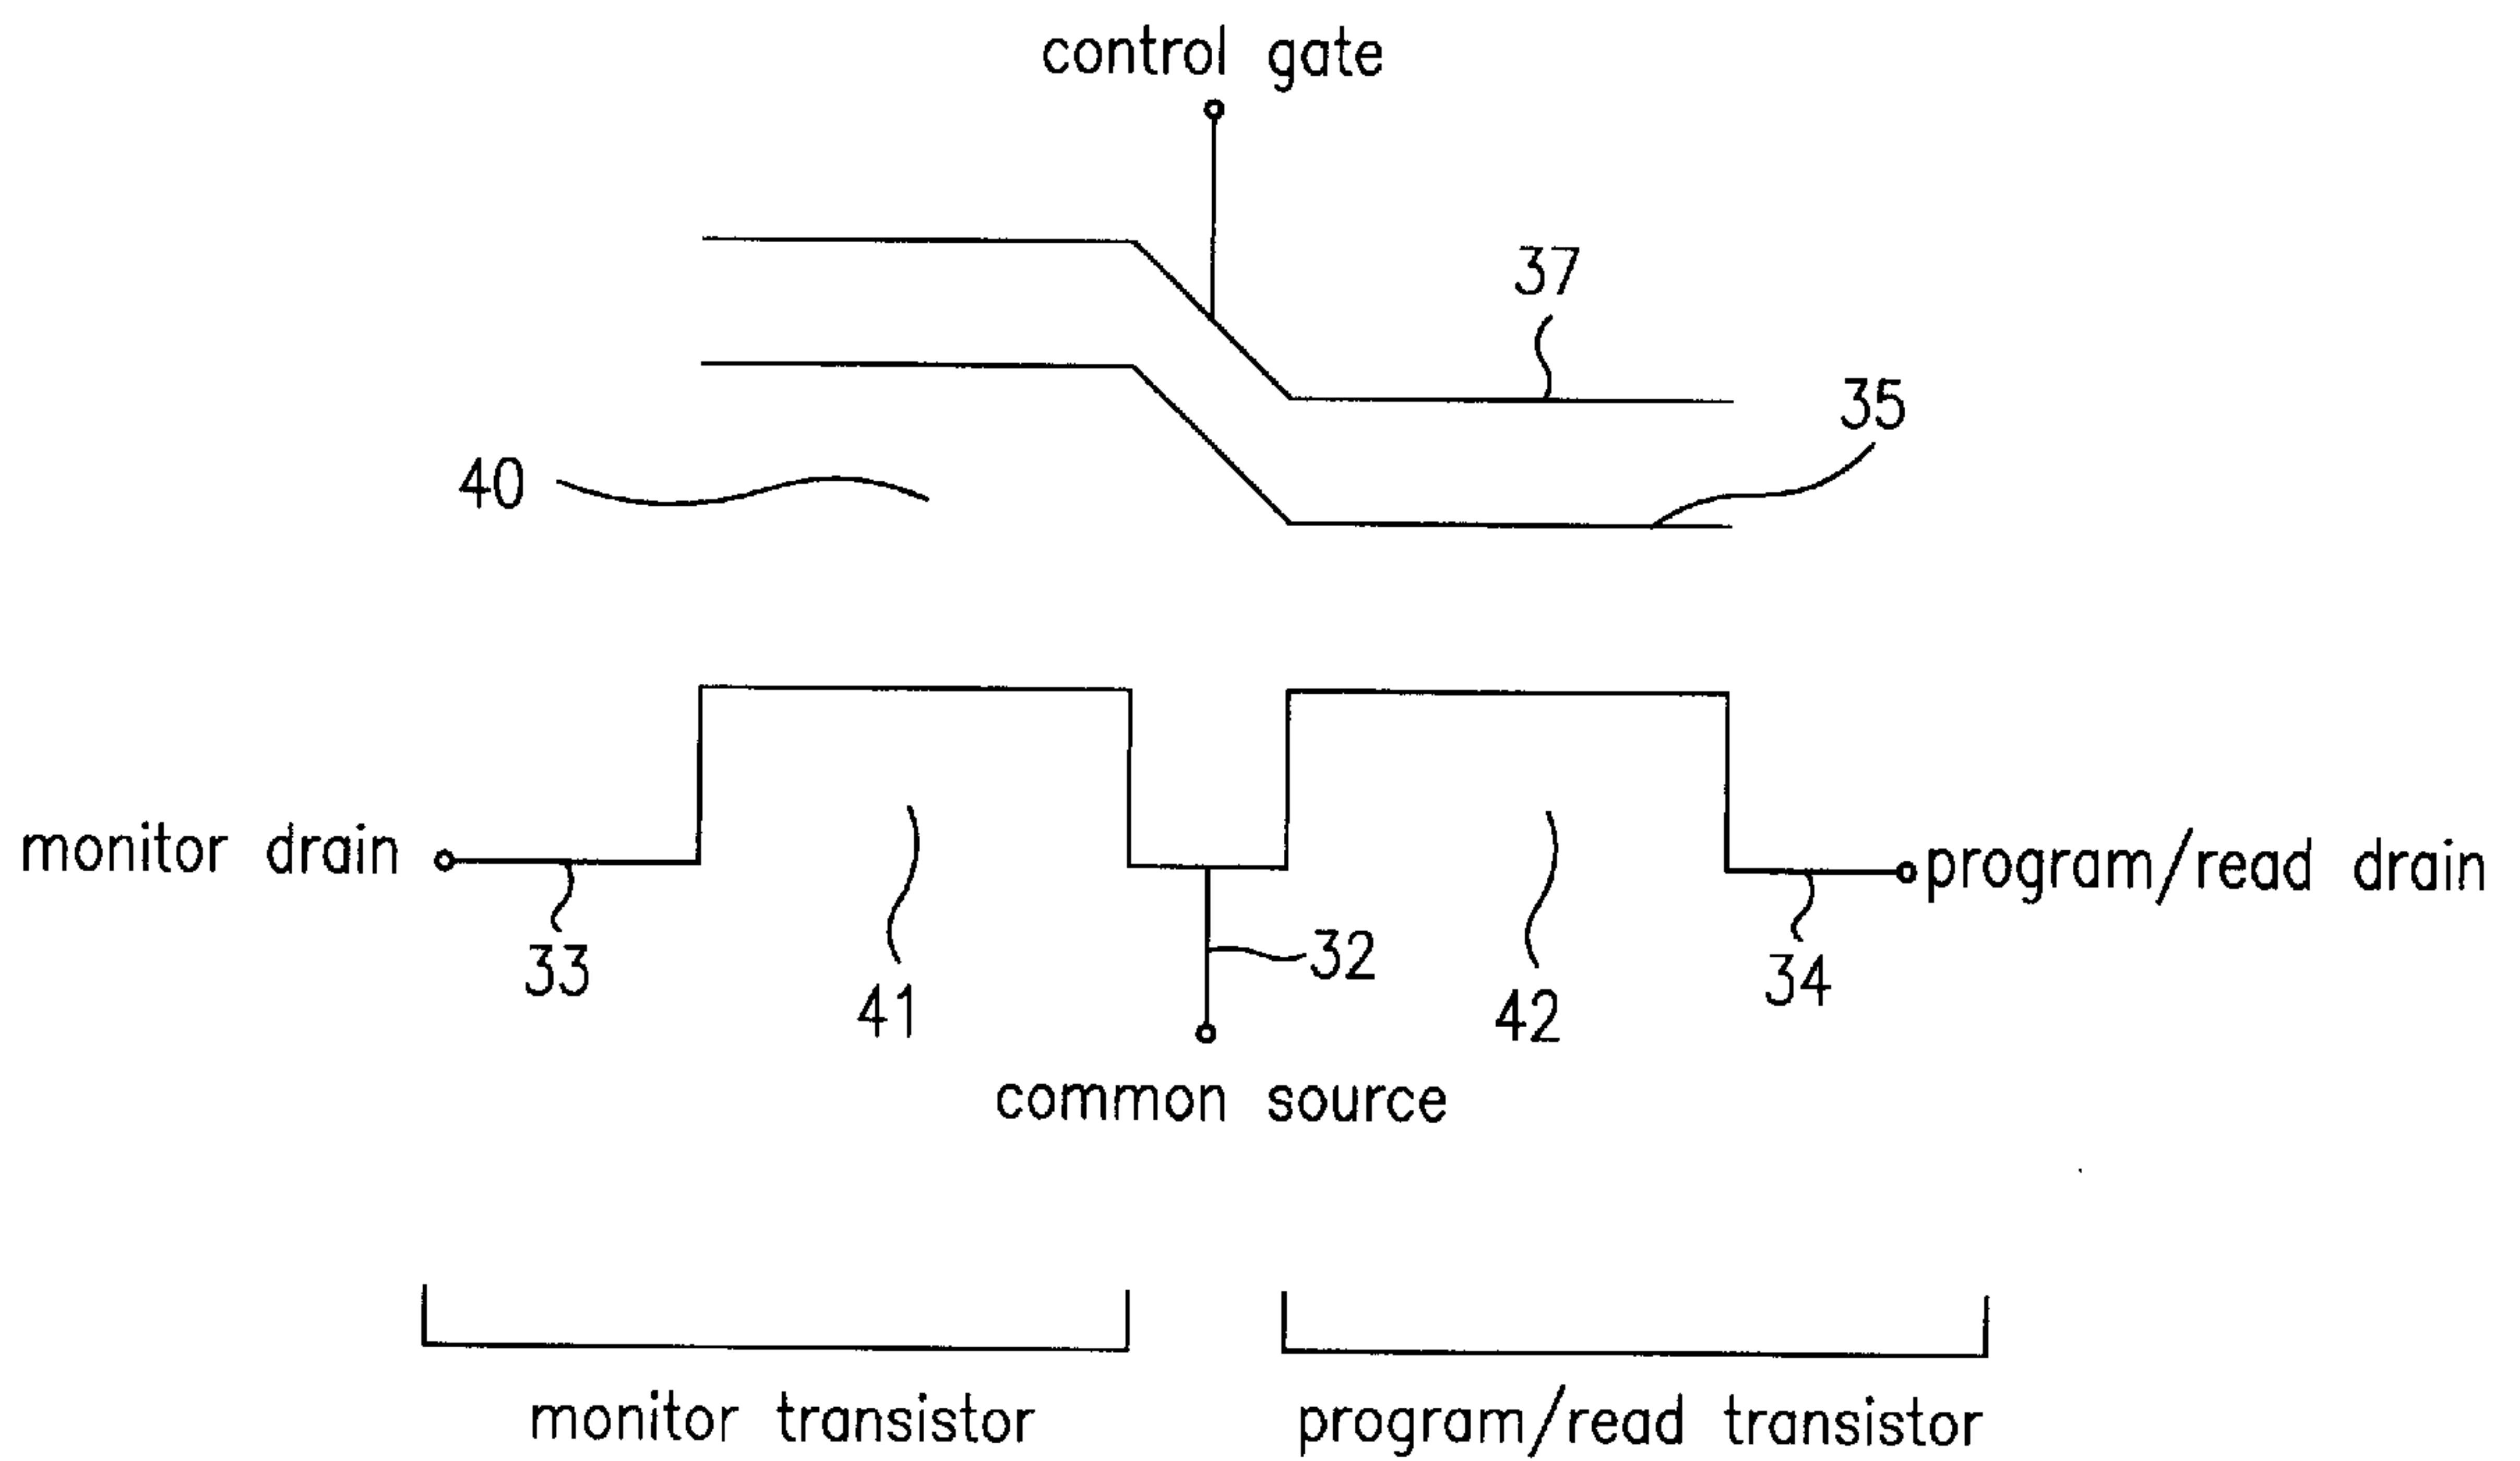 control gate
37
35
40
monitor drain
program/read drain
33
32
34
41
42
common source
monitor transistor
program/read transistor